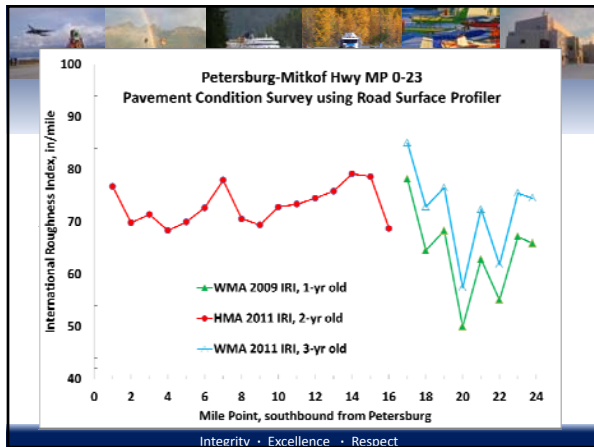 Petersburg-Mitkof Hwy MP 0-23
Pavement Condition Survey using Road Surface Profiler
International Roughness Index, in/mile
100
90
80
70
60
50
40
WMA 2009 IRI, 1-yr old
HMA 2011 IRI, 2-yr old
WMA 2011 IRI, 3-yr old
0 2 4 6 8 10 12 14 16 18 20 22 24
Mile Point, southbound from Petersburg
Integrity · Excellence · Respect